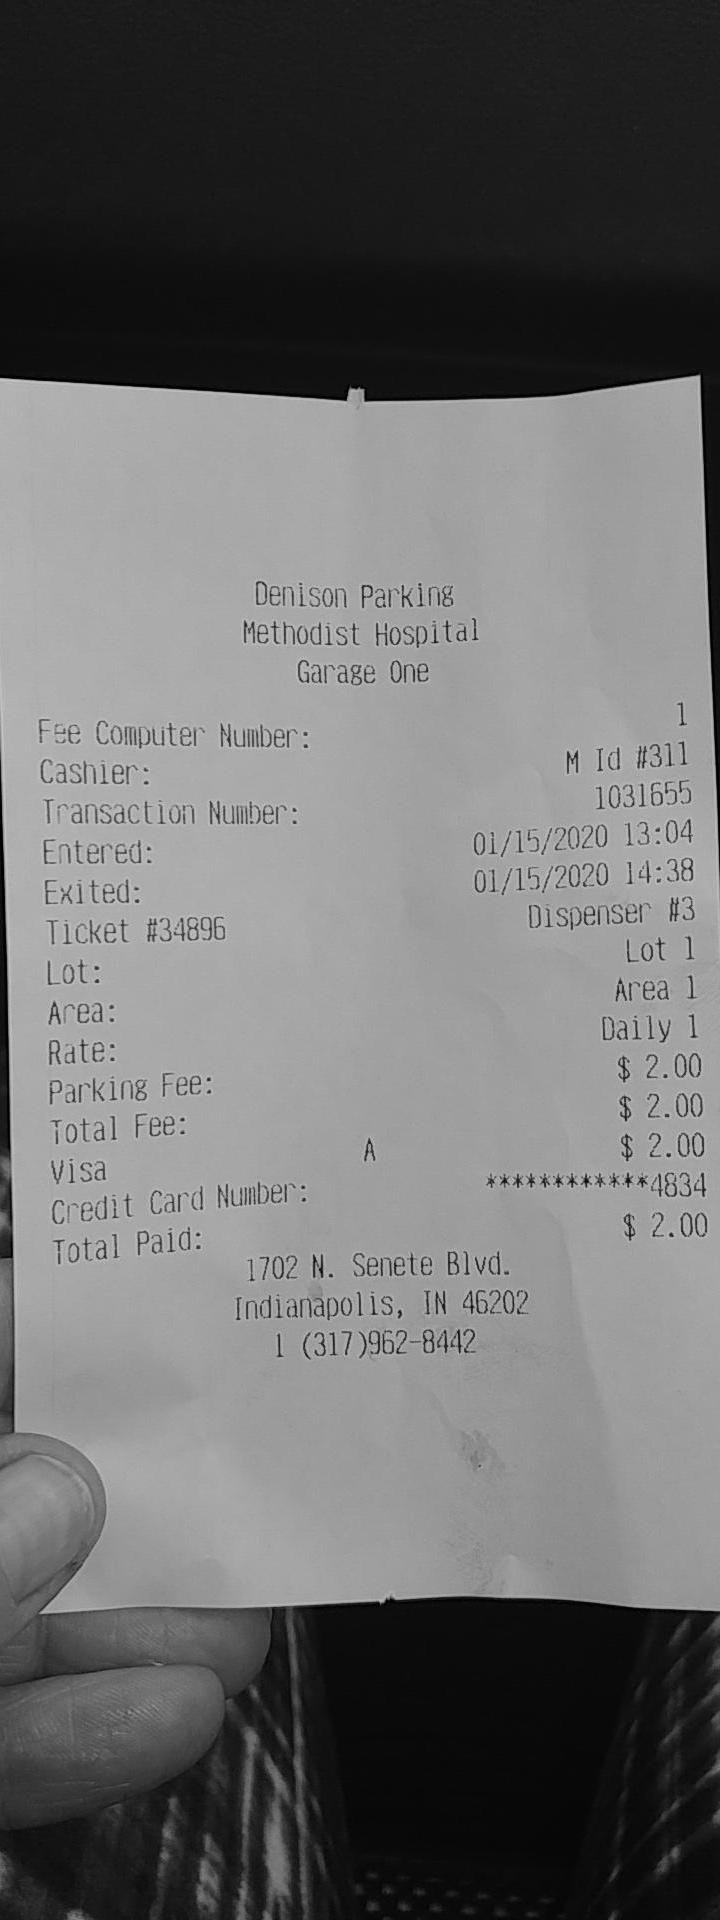 Denison Parking
Methodist Hospital
Garage One
Fee Computer Number: 1
Cashier: M Id #311
Transaction Number: 1031655
Entered: 01/15/2020 13:04
Exited: 01/15/2020 14:38
Ticket #34896 Dispenser #3
Lot: Lot 1
Area: Area 1
Rate: Daily 1
Parking Fee: $ 2.00
Total Fee: $ 2.00
Visa A $ 2.00
Credit Card Number: ************4834
Total Paid: $ 2.00
1702 N. Senete Blvd.
Indianapolis, IN 46202
1 (317)962-8442